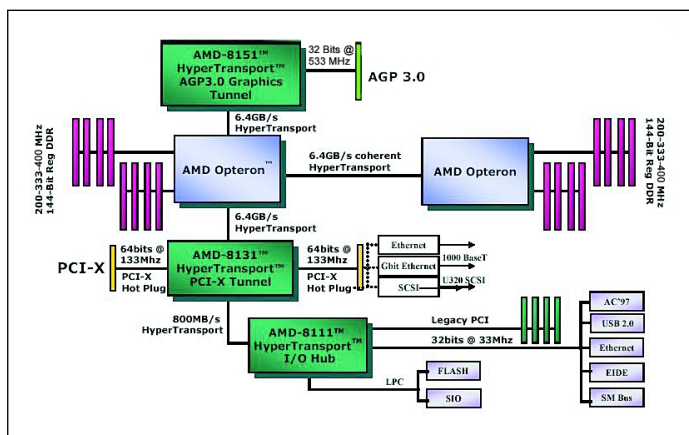 AMD-8151™
HyperTransport™
AGP3.0 Graphics
Tunnel
32 Bits @
533 MHz
AGP 3.0
6.4GB/s
HyperTransport
200-333-400 MHz
144-Bit Reg DDR
AMD Opteron™
6.4GB/s coherent
HyperTransport
AMD Opteron
200-333-400 MHz
144-Bit Reg DDR
6.4GB/s
HyperTransport
PCI-X
64bits @
133Mhz
PCI-X
Hot Plug
AMD-8131™
HyperTransport™
PCI-X Tunnel
64bits @
133Mhz
PCI-X
Hot Plug
Ethernet
1000 BaseT
Gbit Ethernet
U320 SCSI
SCSI
800MB/s
HyperTransport
AMD-8111™
HyperTransport™
I/O Hub
Legacy PCI
32bits @ 33Mhz
AC'97
USB 2.0
Ethernet
EIDE
SM Bus
LPC
FLASH
SIO